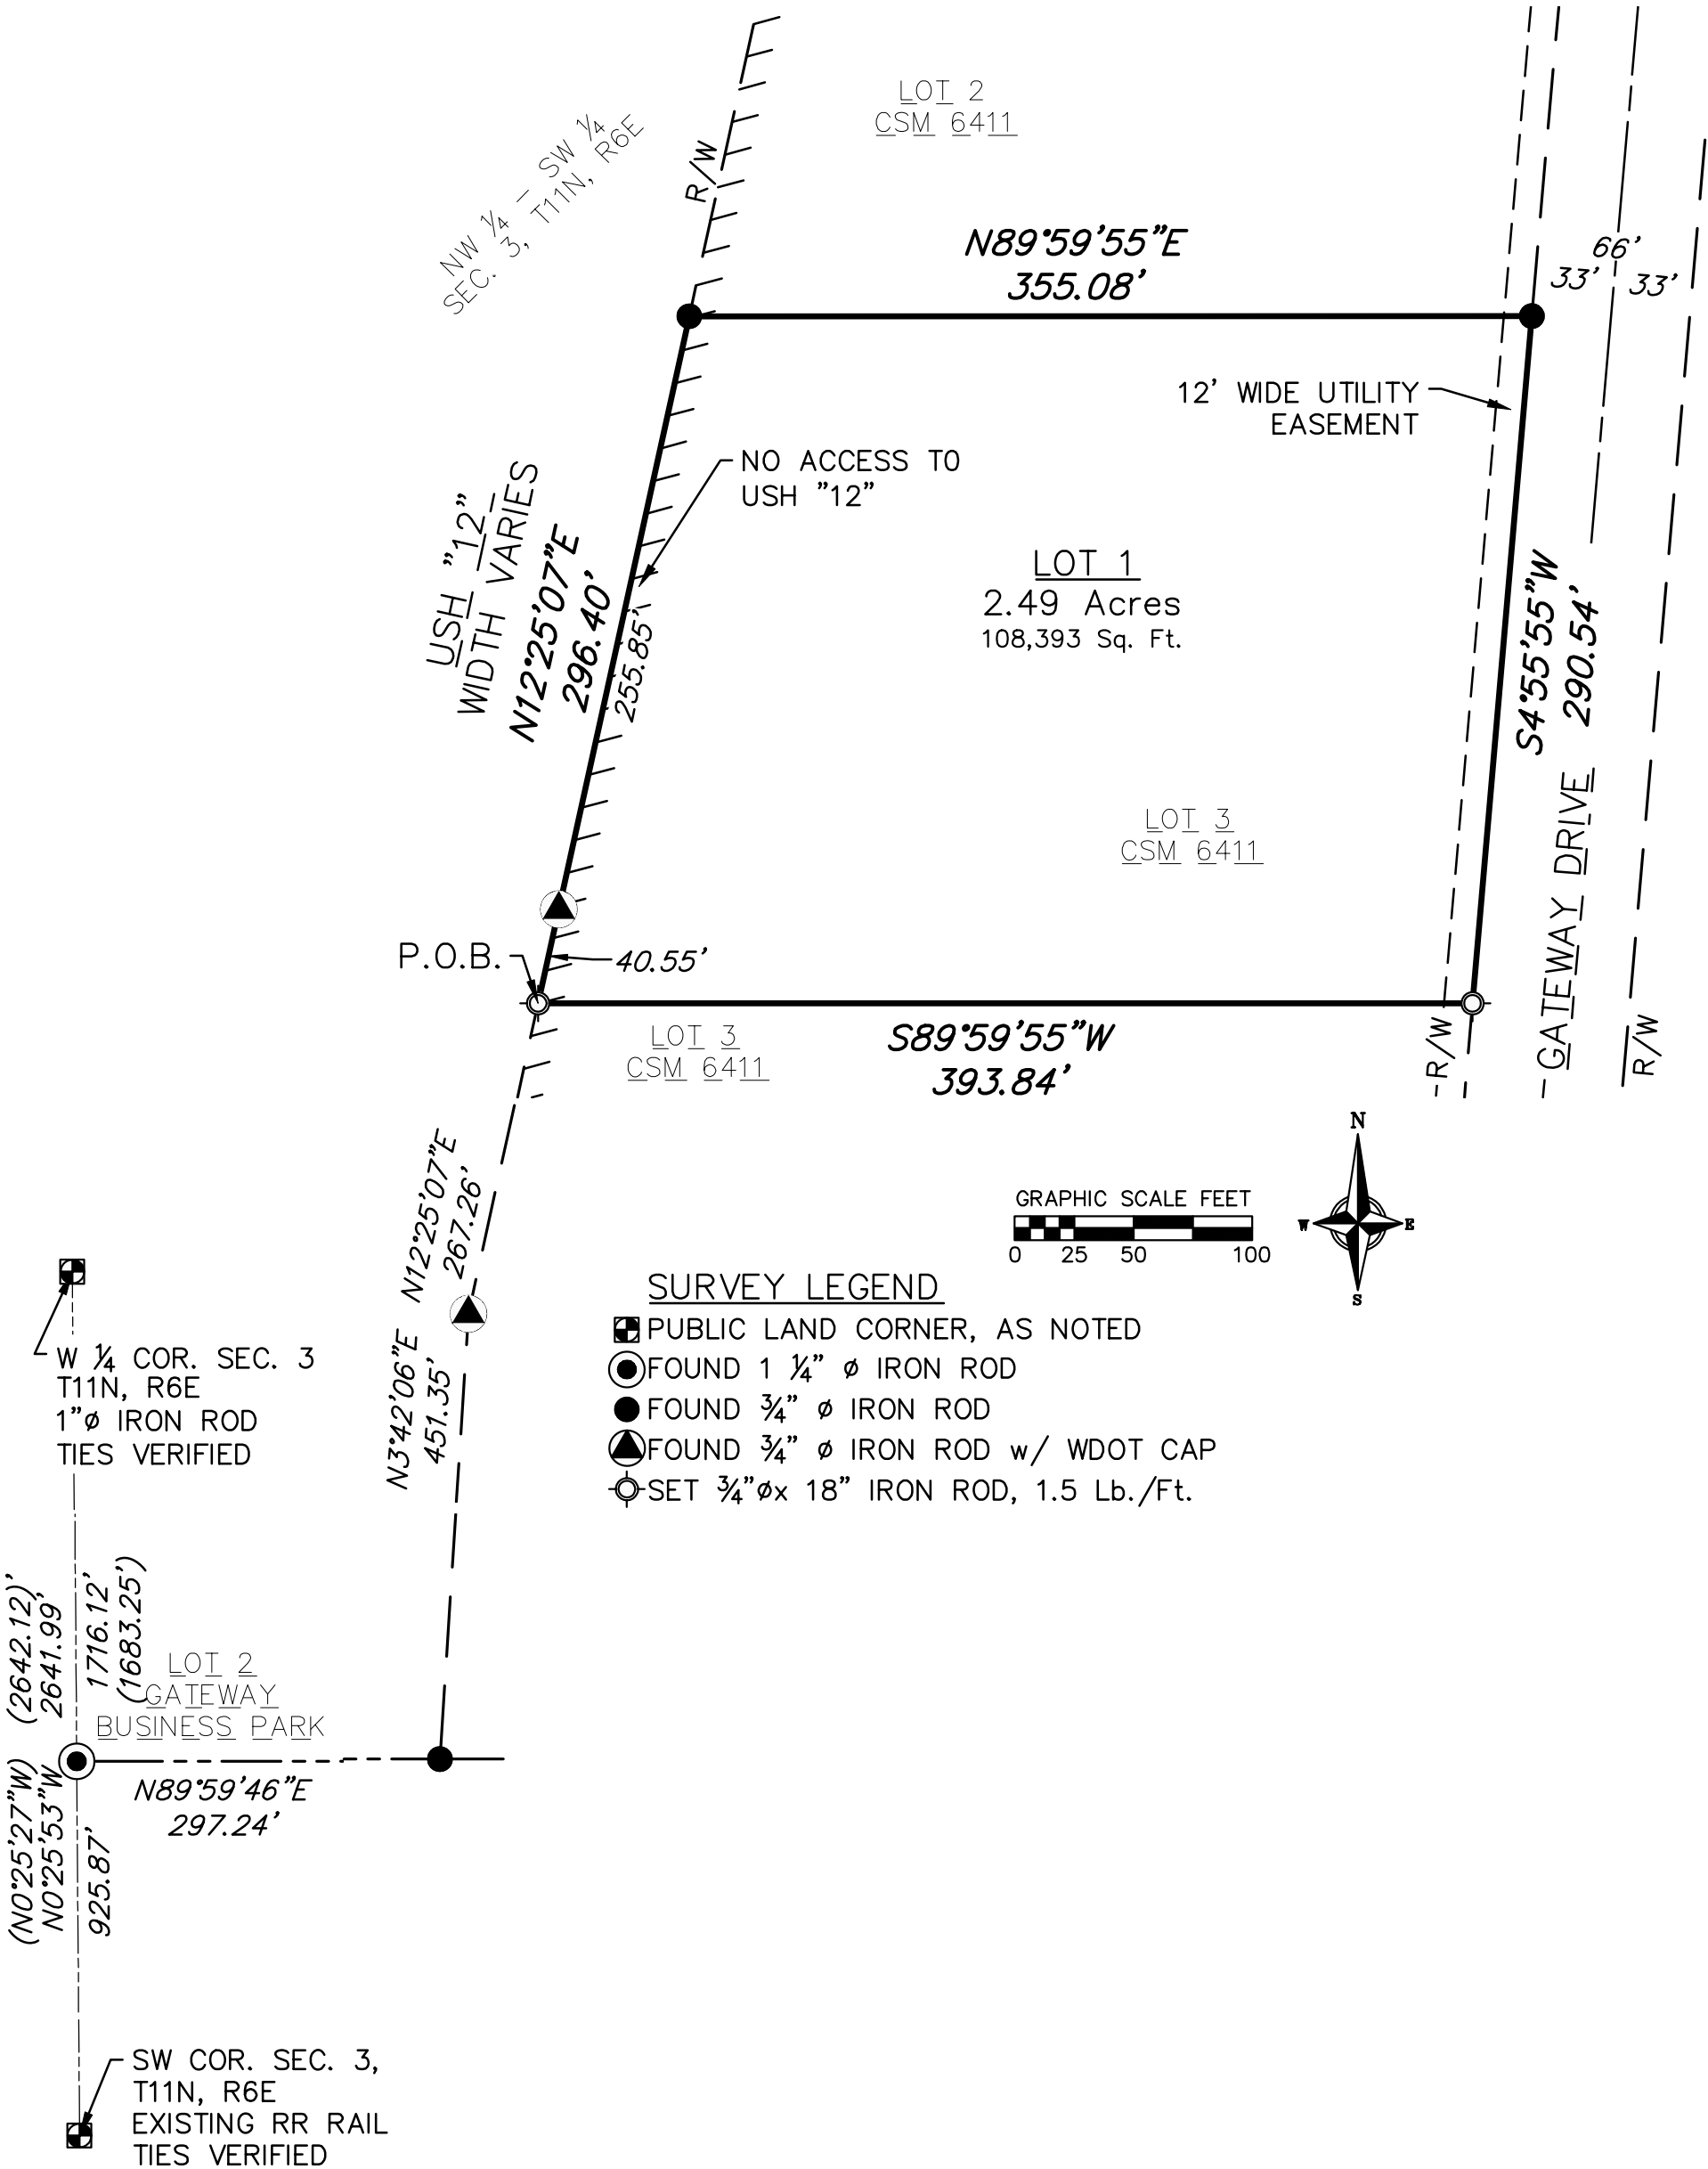 LOT 2
CSM 6411
NW ¼ – SW ¼
SEC. 3, T11N, R6E
R/W
N89°59'55"E
355.08'
66'
33'
33'
12' WIDE UTILITY
EASEMENT
NO ACCESS TO
USH "12"
USH "12"
WIDTH VARIES
N12°25'07"E
296.40'
255.85'
LOT 1
2.49 Acres
108,393 Sq. Ft.
S4°55'55"W
290.54'
LOT 3
CSM 6411
GATEWAY DRIVE
P.O.B.
40.55'
LOT 3
CSM 6411
S89°59'55"W
393.84'
R/W
R/W
N12°25'07"E
267.26'
N
W
E
S
GRAPHIC SCALE FEET
0 25 50 100
SURVEY LEGEND
PUBLIC LAND CORNER, AS NOTED
FOUND 1 ¼" ø IRON ROD
FOUND ¾" ø IRON ROD
FOUND ¾" ø IRON ROD w/ WDOT CAP
SET ¾"øx 18" IRON ROD, 1.5 Lb./Ft.
W ¼ COR. SEC. 3
T11N, R6E
1"ø IRON ROD
TIES VERIFIED
N3°42'06"E
451.35'
(2642.12)'
2641.99'
1716.12'
(1683.25')
LOT 2
GATEWAY
BUSINESS PARK
N89°59'46"E
297.24'
(N0°25'27"W)
N0°25'53"W
925.87'
SW COR. SEC. 3,
T11N, R6E
EXISTING RR RAIL
TIES VERIFIED